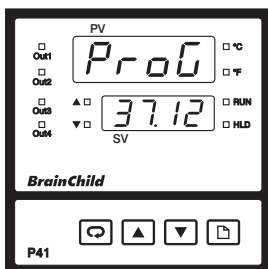 PV
ProG
Out1
Out2
°C
°F
37.12
Out3
Out4
RUN
HLD
SV
BrainChild
P41